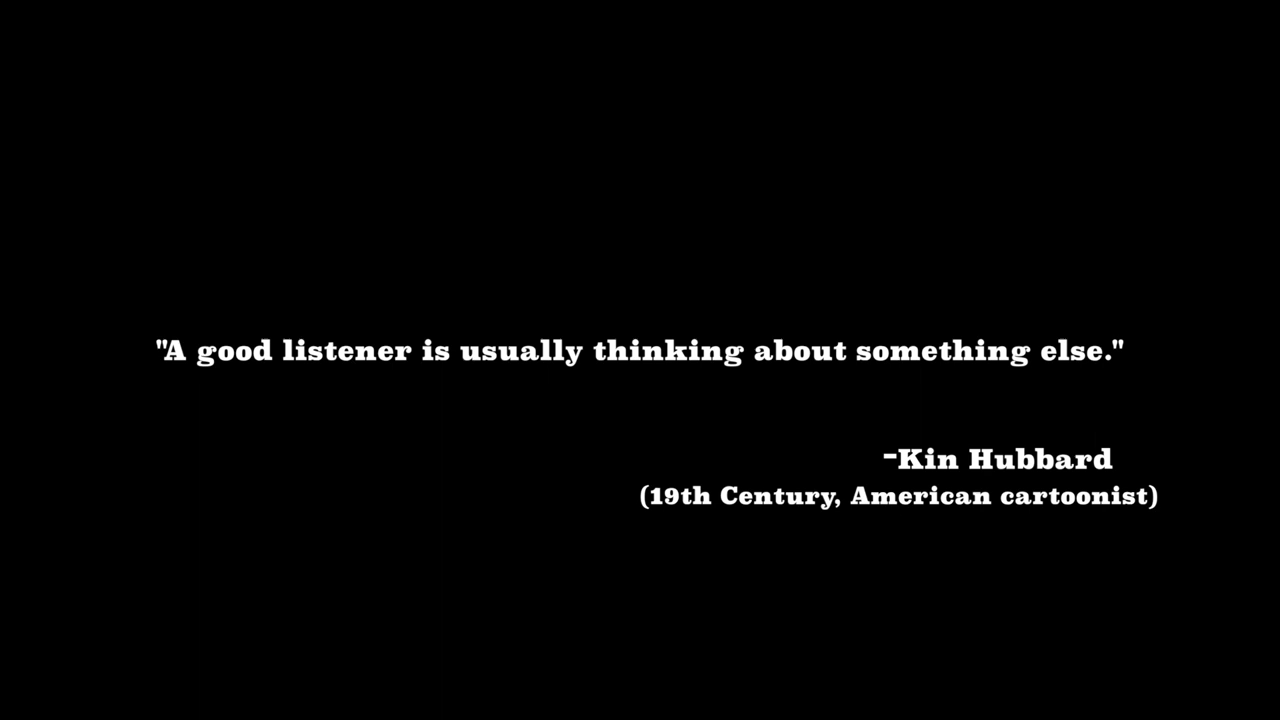 "A good listener is usually thinking about something else."
-Kin Hubbard
(19th Century, American cartoonist)